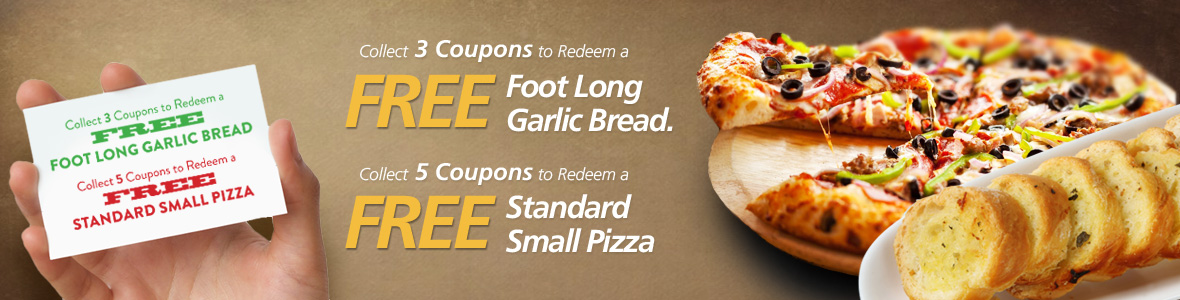 Collect 3 Coupons to Redeem a
FREE
FOOT LONG GARLIC BREAD
Collect 5 Coupons to Redeem a
FREE
STANDARD SMALL PIZZA
Collect 3 Coupons to Redeem a
FREE Foot Long
Garlic Bread.
Collect 5 Coupons to Redeem a
FREE Standard
Small Pizza